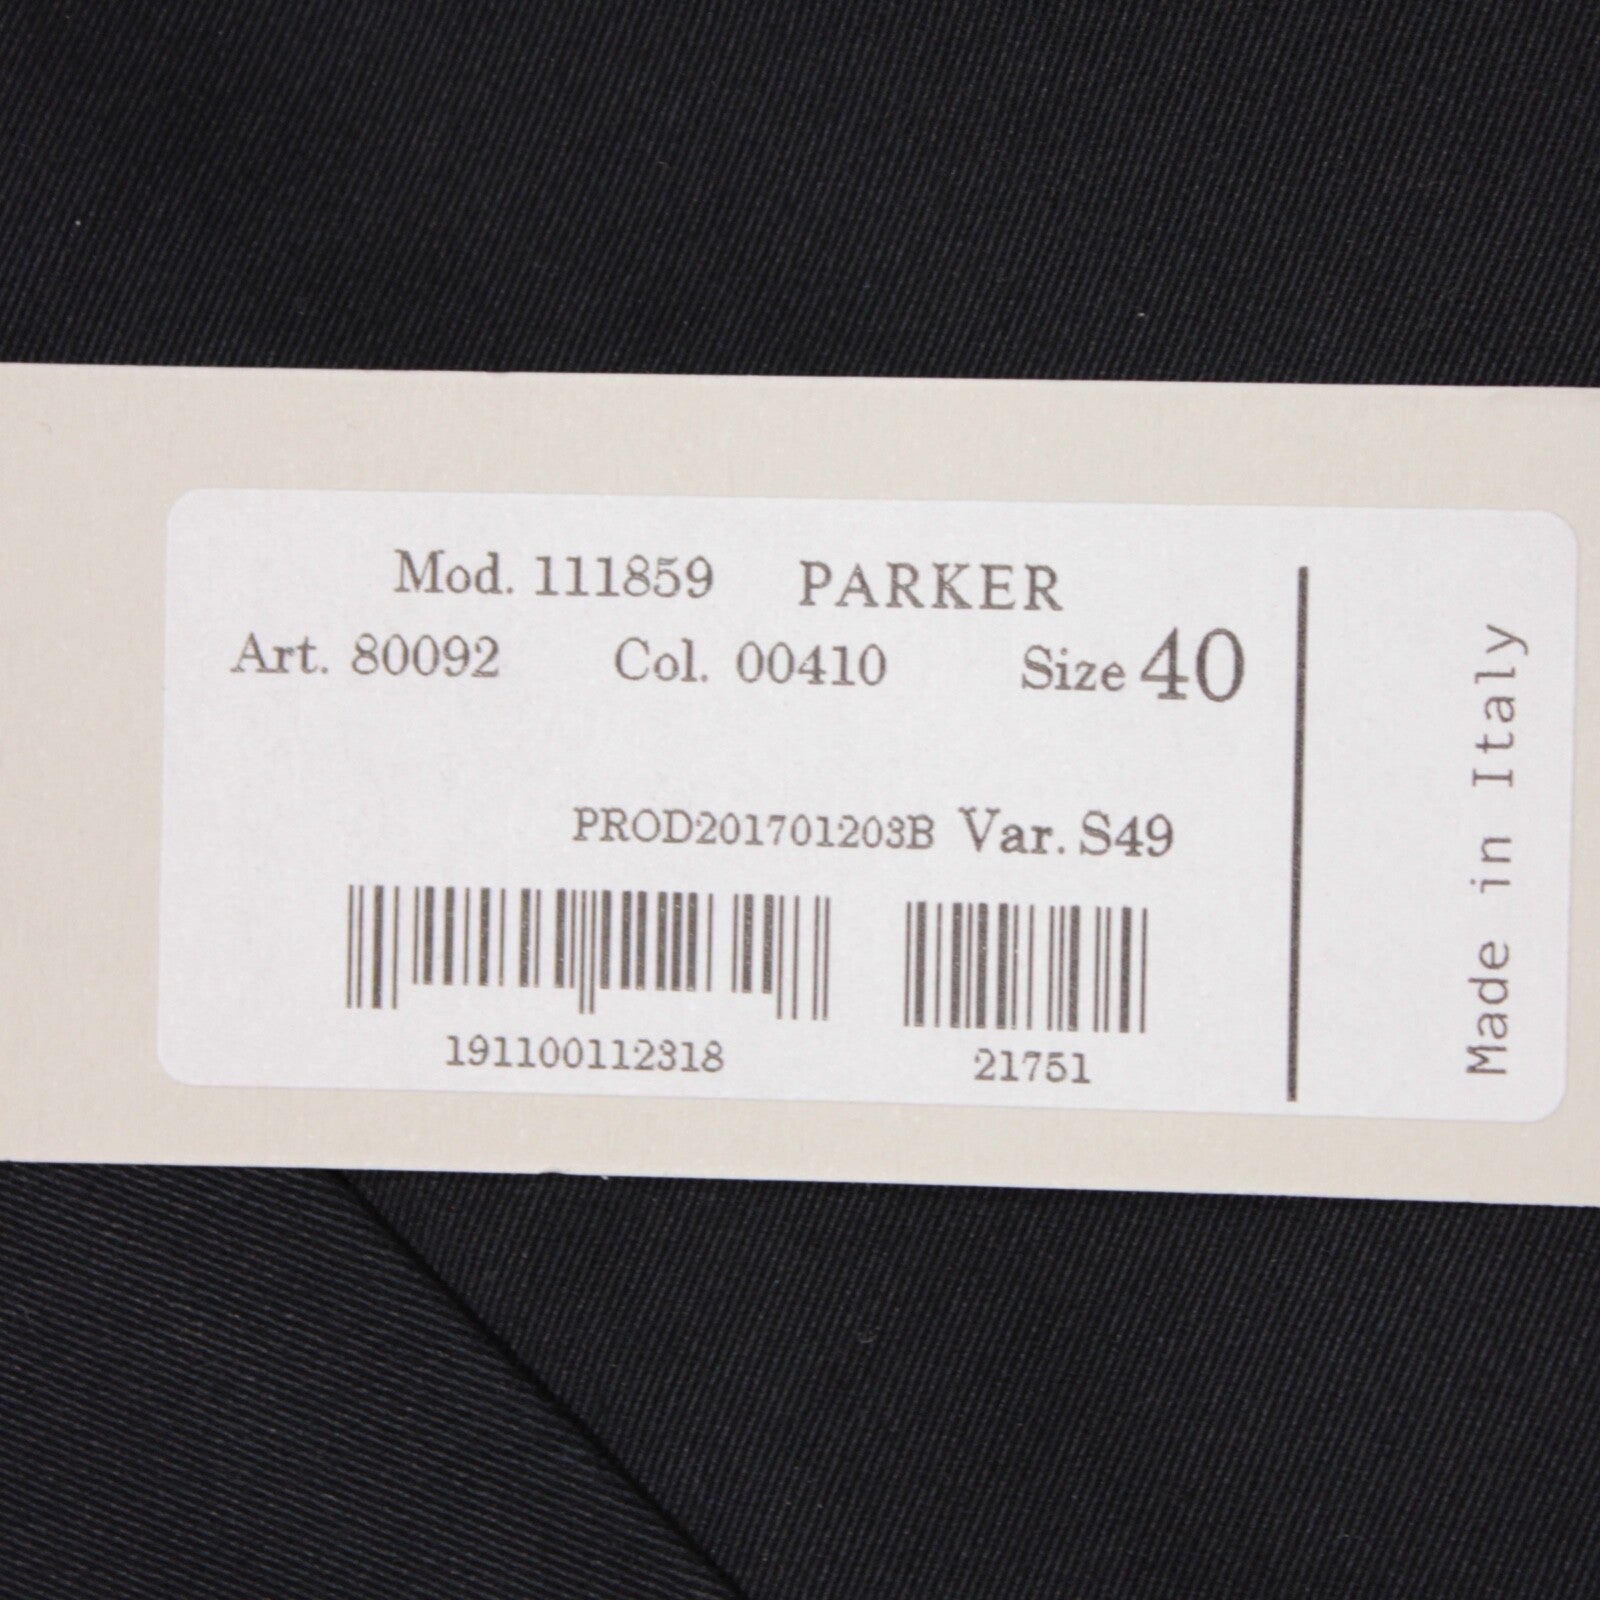 Mod. 111859 PARKER
Art. 80092 Col. 00410 Size 40
PROD201701203B Var. S49
191100112318 21751
Made in Italy